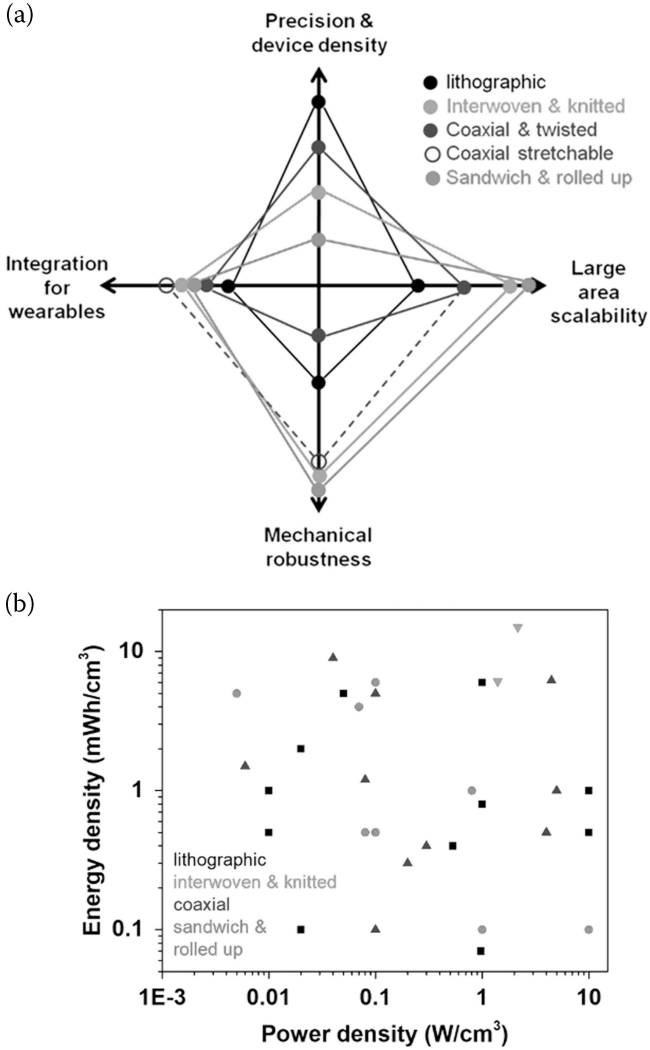 (a)
Precision &
device density
lithographic
Interwoven & knitted
Coaxial & twisted
Coaxial stretchable
Sandwich & rolled up
Integration
for
wearables
Large
area
scalability
Mechanical
robustness
(b)
Energy density (mWh/cm³)
10
1
0.1
lithographic
interwoven & knitted
coaxial
sandwich &
rolled up
1E-3
0.01
0.1
1
10
Power density (W/cm³)